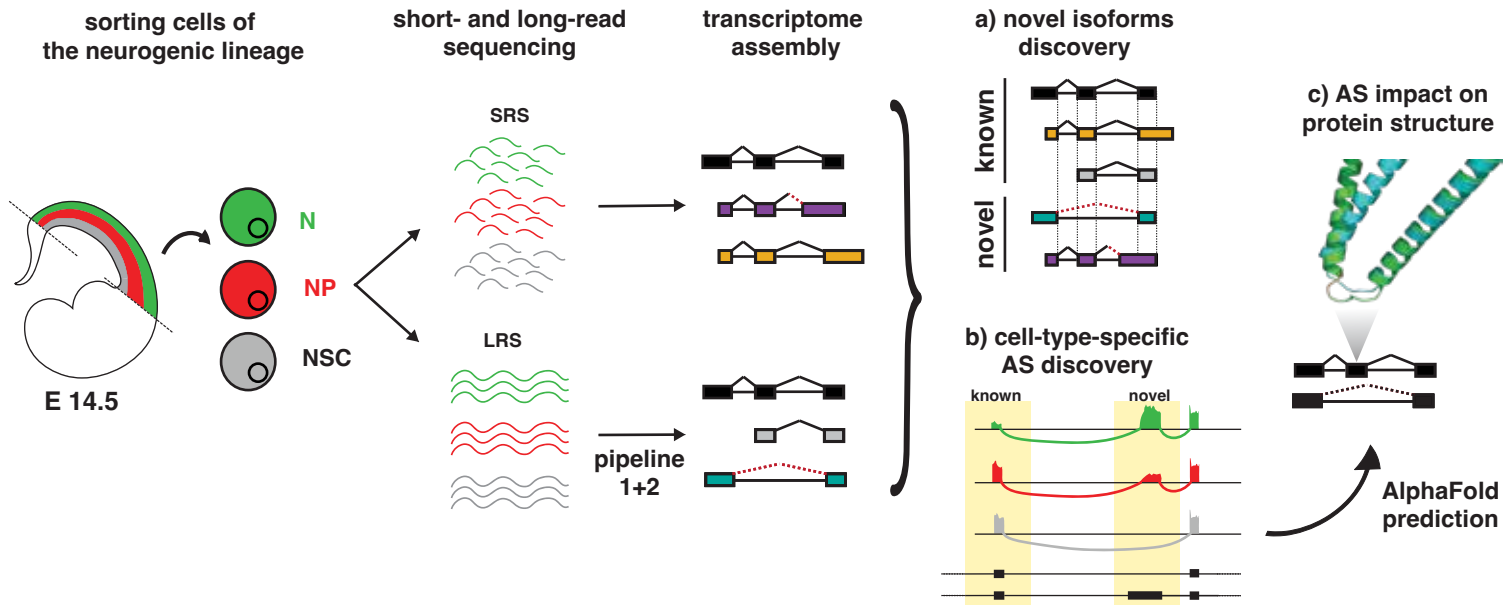 sorting cells of
the neurogenic lineage
short- and long-read
sequencing
transcriptome
assembly
a) novel isoforms
discovery
c) AS impact on
protein structure
SRS
known
novel
N
NP
NSC
E 14.5
LRS
pipeline
1+2
b) cell-type-specific
AS discovery
known
novel
AlphaFold
prediction